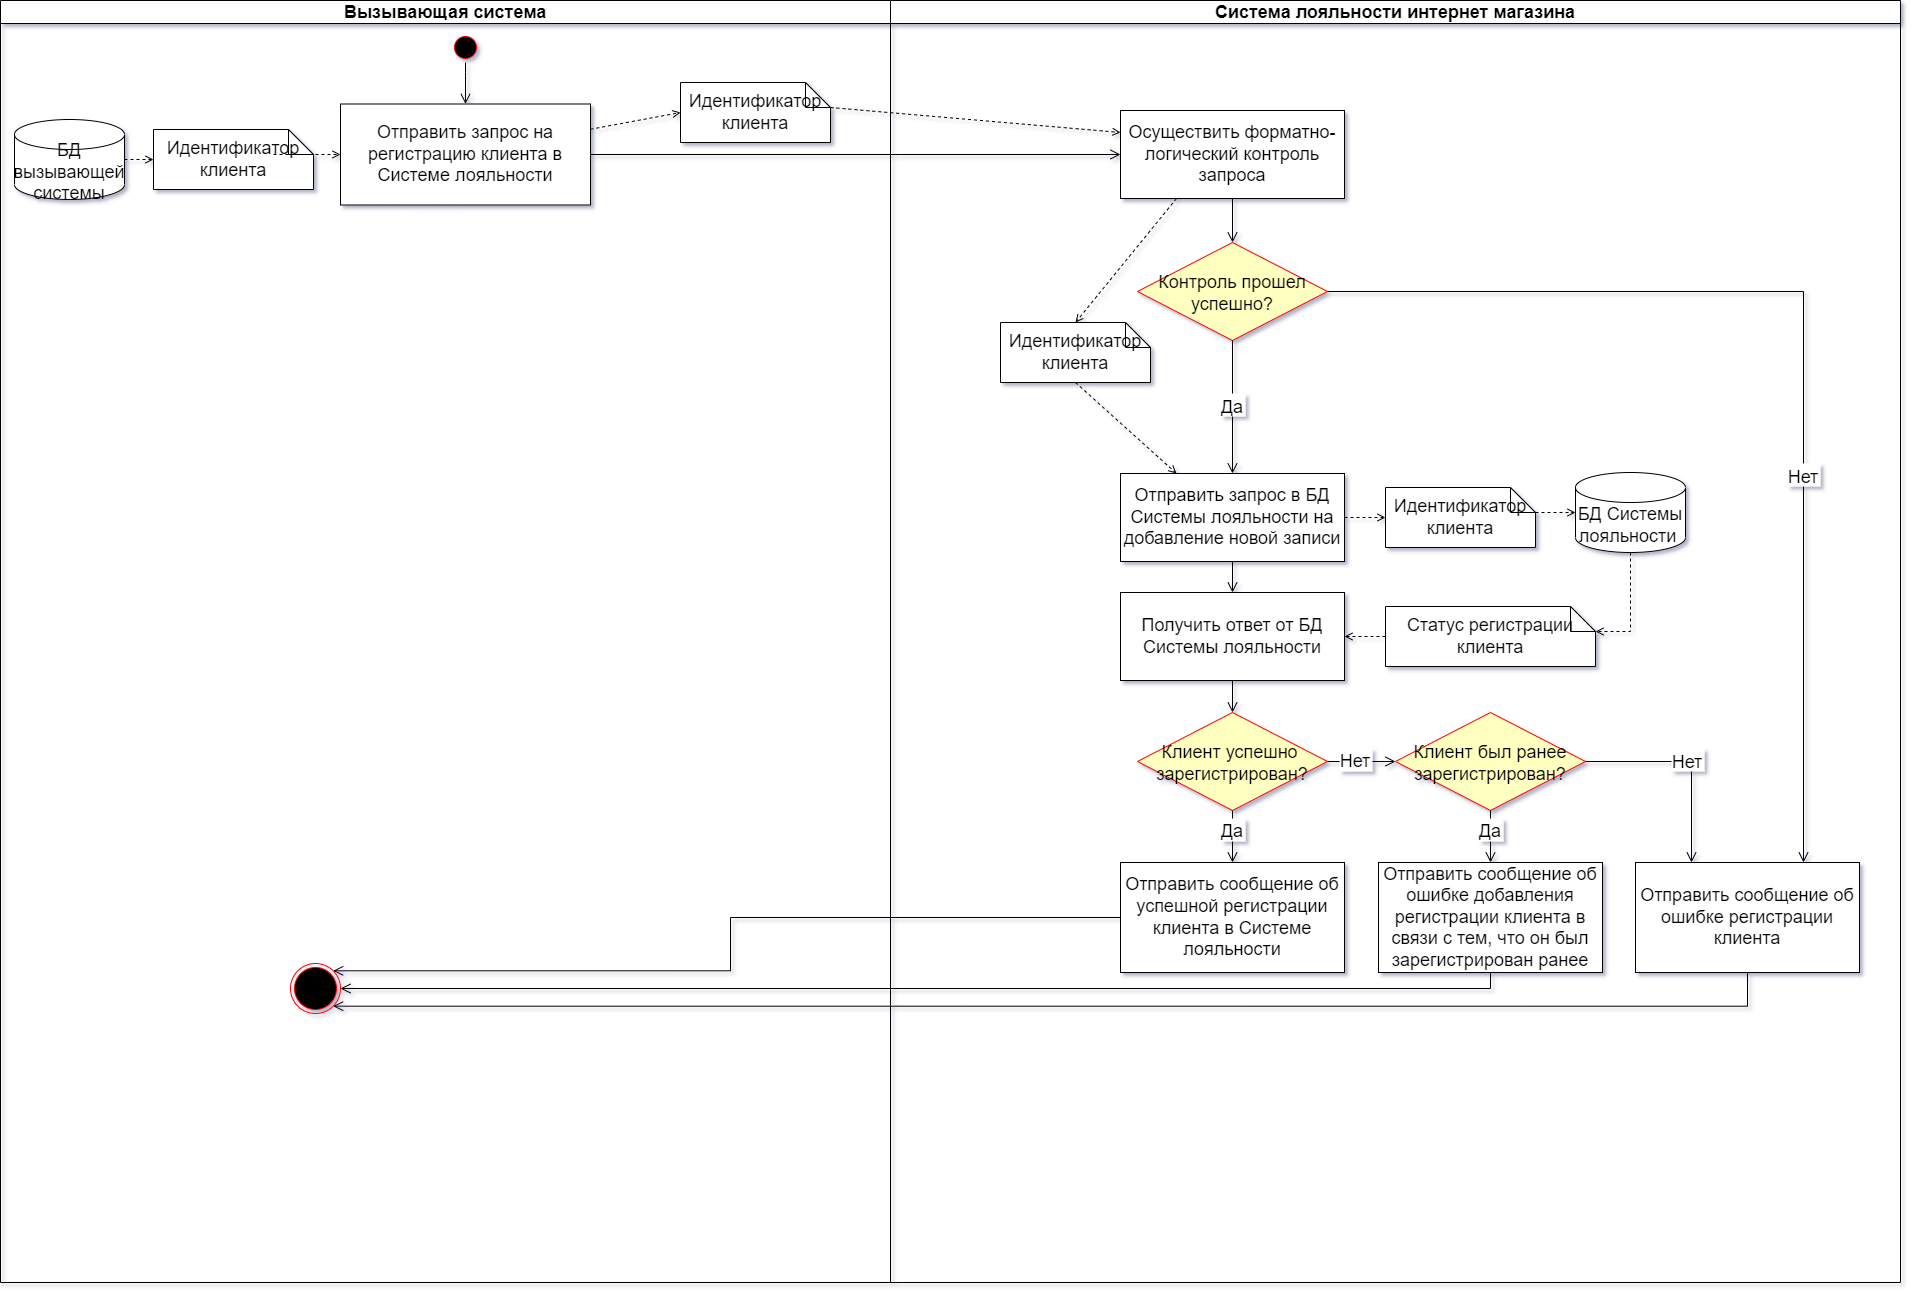 Вызывающая система
Система лояльности интернет магазина
БД
вызывающей
системы
Идентификатор
клиента
Отправить запрос на
регистрацию клиента в
Системе лояльности
Идентификатор
клиента
Осуществить форматно-
логический контроль
запроса
Контроль прошел
успешно?
Идентификатор
клиента
Да
Нет
Отправить запрос в БД
Системы лояльности на
добавление новой записи
Идентификатор
клиента
БД Системы
лояльности
Получить ответ от БД
Системы лояльности
Статус регистрации
клиента
Клиент успешно
зарегистрирован?
Нет
Клиент был ранее
зарегистрирован?
Нет
Да
Да
Отправить сообщение об
успешной регистрации
клиента в Системе
лояльности
Отправить сообщение об
ошибке добавления
регистрации клиента в
связи с тем, что он был
зарегистрирован ранее
Отправить сообщение об
ошибке регистрации
клиента